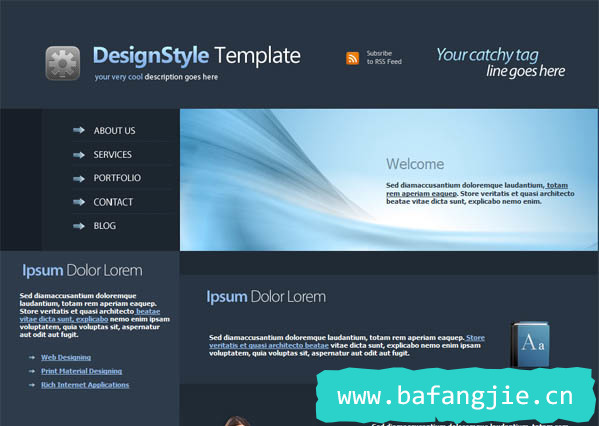 DesignStyle Template
your very cool description goes here
Subsribe
to RSS Feed
Your catchy tag
line goes here
ABOUT US
SERVICES
PORTFOLIO
CONTACT
BLOG
Welcome
Sed diamaccusantium doloremque laudantium, totam
rem aperiam eaquep. Store veritatis et quasi architecto
beatae vitae dicta sunt, explicabo nemo enim.
Ipsum Dolor Lorem
Sed diamaccusantium doloremque
laudantium, totam rem aperiam eaquep.
Store veritatis et quasi architecto beatae
vitae dicta sunt, explicabo nemo enim ipsam
voluptatem, quia voluptas sit, aspernatur
aut odit aut fugit.
Web Designing
Print Material Designing
Rich Internet Applications
Ipsum Dolor Lorem
Sed diamaccusantium doloremque laudantium, totam rem aperiam eaquep. Store
veritatis et quasi architecto beatae vitae dicta sunt, explicabo nemo enim ipsam
voluptatem, quia voluptas sit, aspernatur aut odit aut fugit.
Aa
www.bafangjie.cn